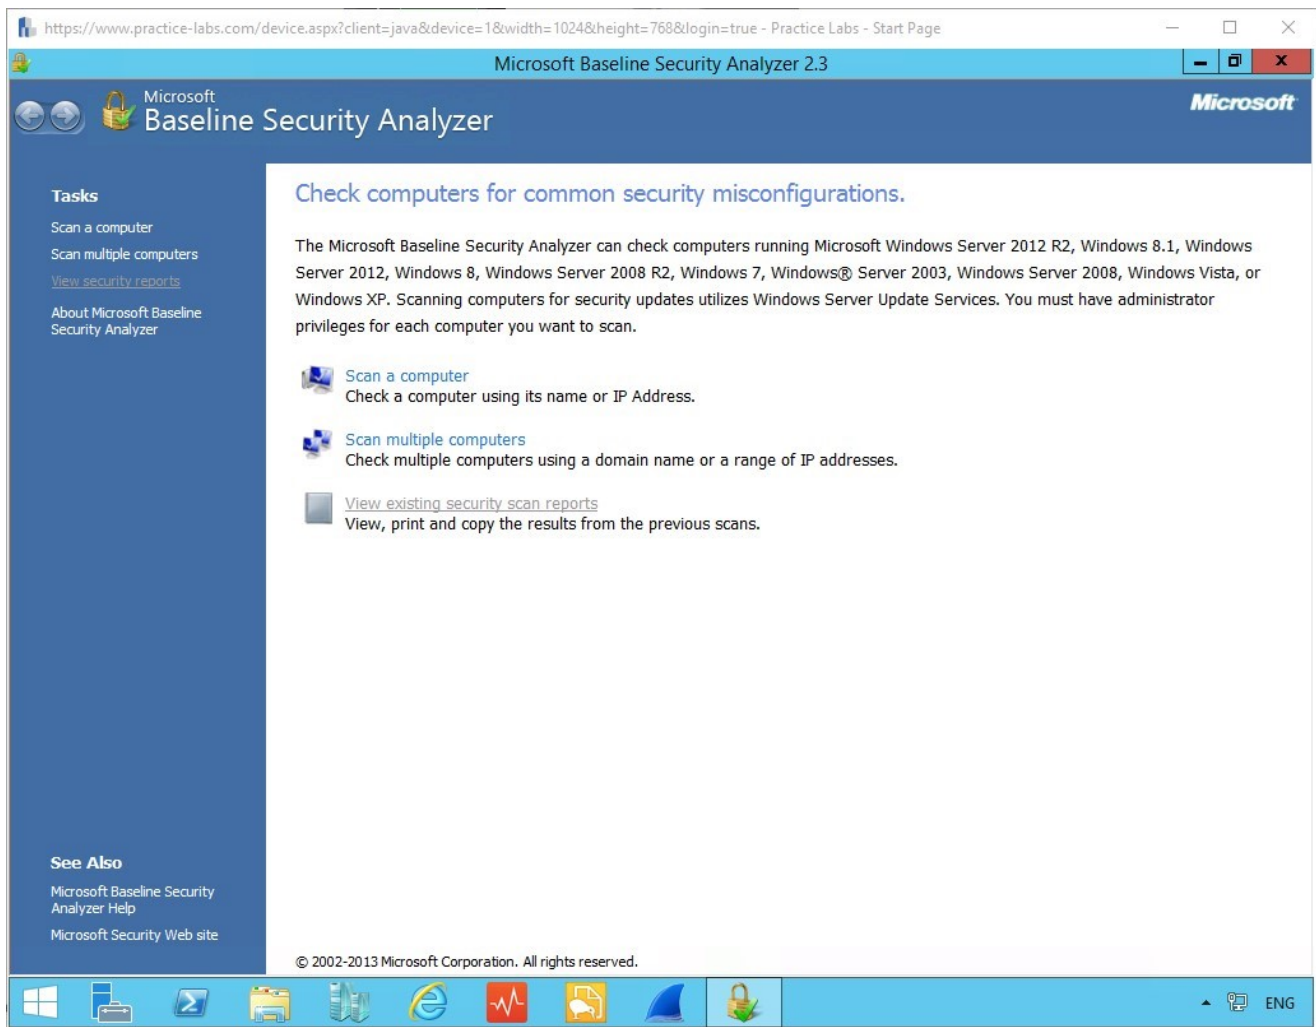 https://www.practice-labs.com/device.aspx?client=java&device=1&width=1024&height=768&login=true - Practice Labs - Start Page
Microsoft Baseline Security Analyzer 2.3
Microsoft
Baseline Security Analyzer
Microsoft
Tasks
Scan a computer
Scan multiple computers
View security reports
About Microsoft Baseline
Security Analyzer
Check computers for common security misconfigurations.
The Microsoft Baseline Security Analyzer can check computers running Microsoft Windows Server 2012 R2, Windows 8.1, Windows
Server 2012, Windows 8, Windows Server 2008 R2, Windows 7, Windows® Server 2003, Windows Server 2008, Windows Vista, or
Windows XP. Scanning computers for security updates utilizes Windows Server Update Services. You must have administrator
privileges for each computer you want to scan.
Scan a computer
Check a computer using its name or IP Address.
Scan multiple computers
Check multiple computers using a domain name or a range of IP addresses.
View existing security scan reports
View, print and copy the results from the previous scans.
See Also
Microsoft Baseline Security
Analyzer Help
Microsoft Security Web site
© 2002-2013 Microsoft Corporation. All rights reserved.
ENG